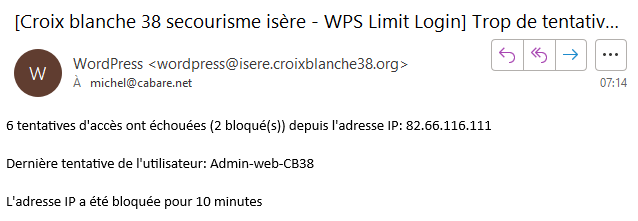 [Croix blanche 38 secourisme isère - WPS Limit Login] Trop de tentativ...
W
WordPress <wordpress@isere.croixblanche38.org>
À michel@cabare.net
07:14
6 tentatives d'accès ont échouées (2 bloqué(s)) depuis l'adresse IP: 82.66.116.111
Dernière tentative de l'utilisateur: Admin-web-CB38
L'adresse IP a été bloquée pour 10 minutes